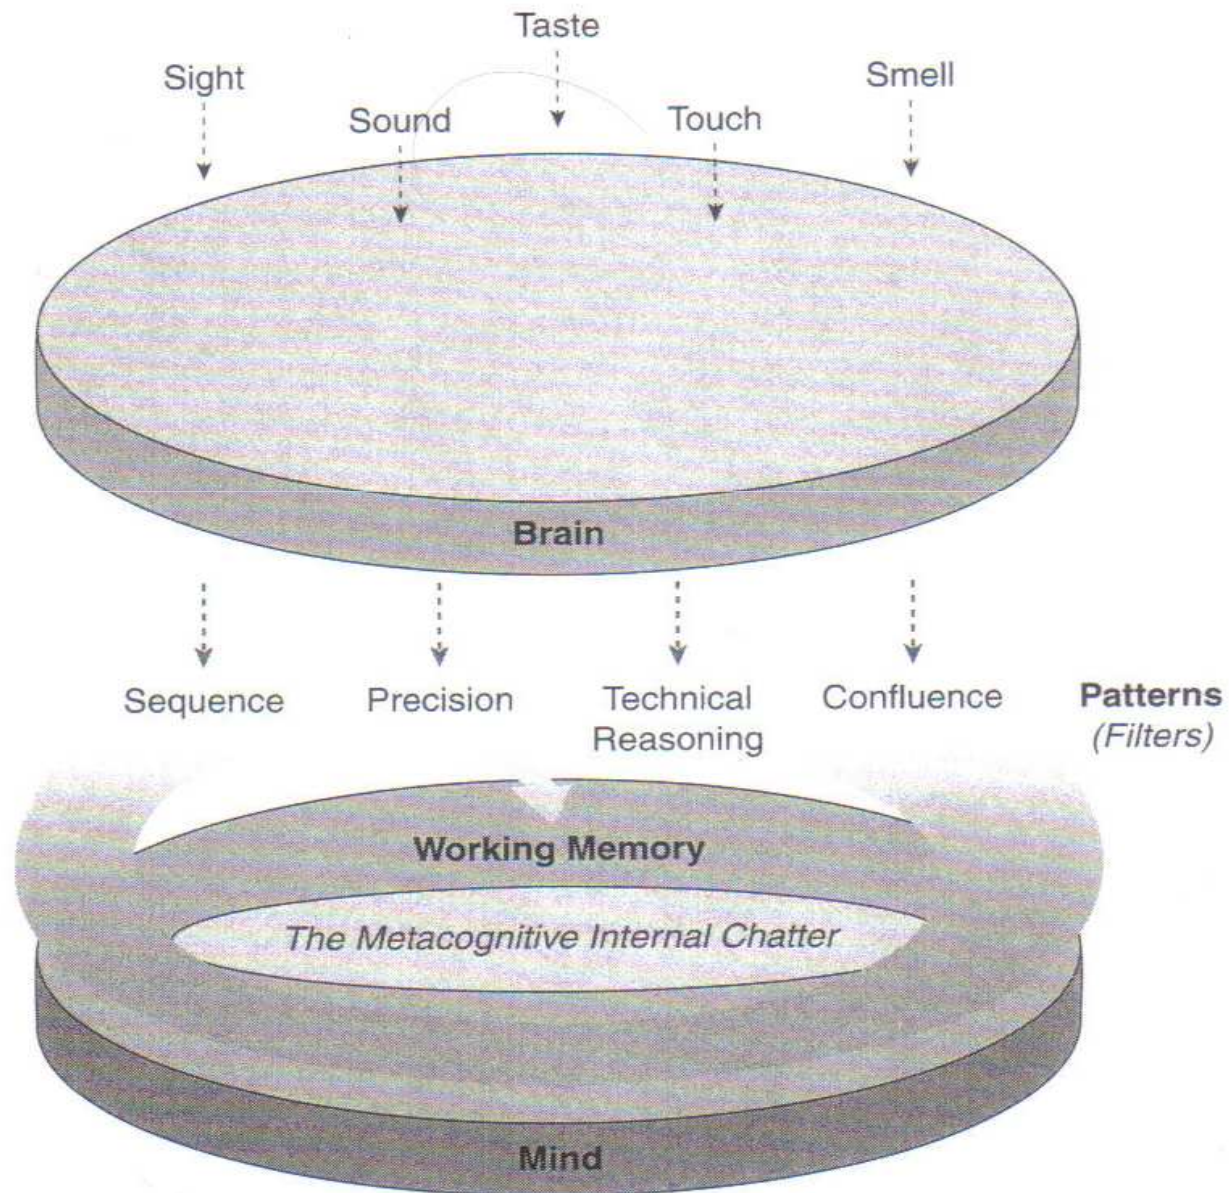 Taste
Sight
Smell
Sound
Touch
Brain
Sequence
Precision
Technical
Reasoning
Confluence
Patterns
(Filters)
Working Memory
The Metacognitive Internal Chatter
Mind